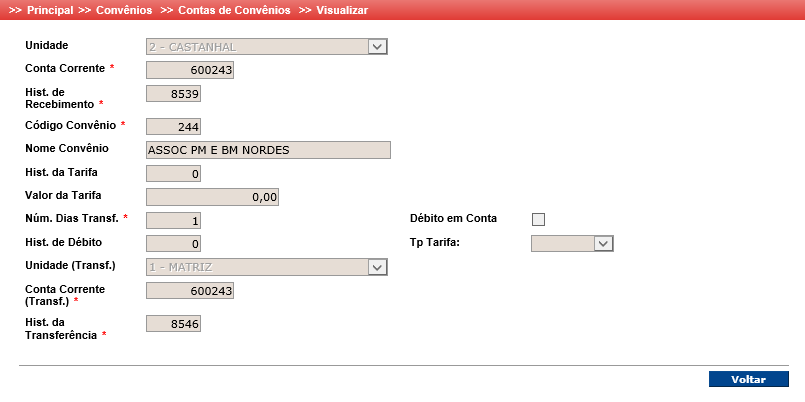 >> Principal >> Convênios >> Contas de Convênios >> Visualizar
Unidade 2 - CASTANHAL
Conta Corrente * 600243
Hist. de
Recebimento * 8539
Código Convênio * 244
Nome Convênio ASSOC PM E BM NORDES
Hist. da Tarifa 0
Valor da Tarifa 0,00
Núm. Dias Transf. * 1 Débito em Conta
Hist. de Débito 0 Tp Tarifa:
Unidade (Transf.) 1 - MATRIZ
Conta Corrente
(Transf.) * 600243
Hist. da
Transferência * 8546
Voltar